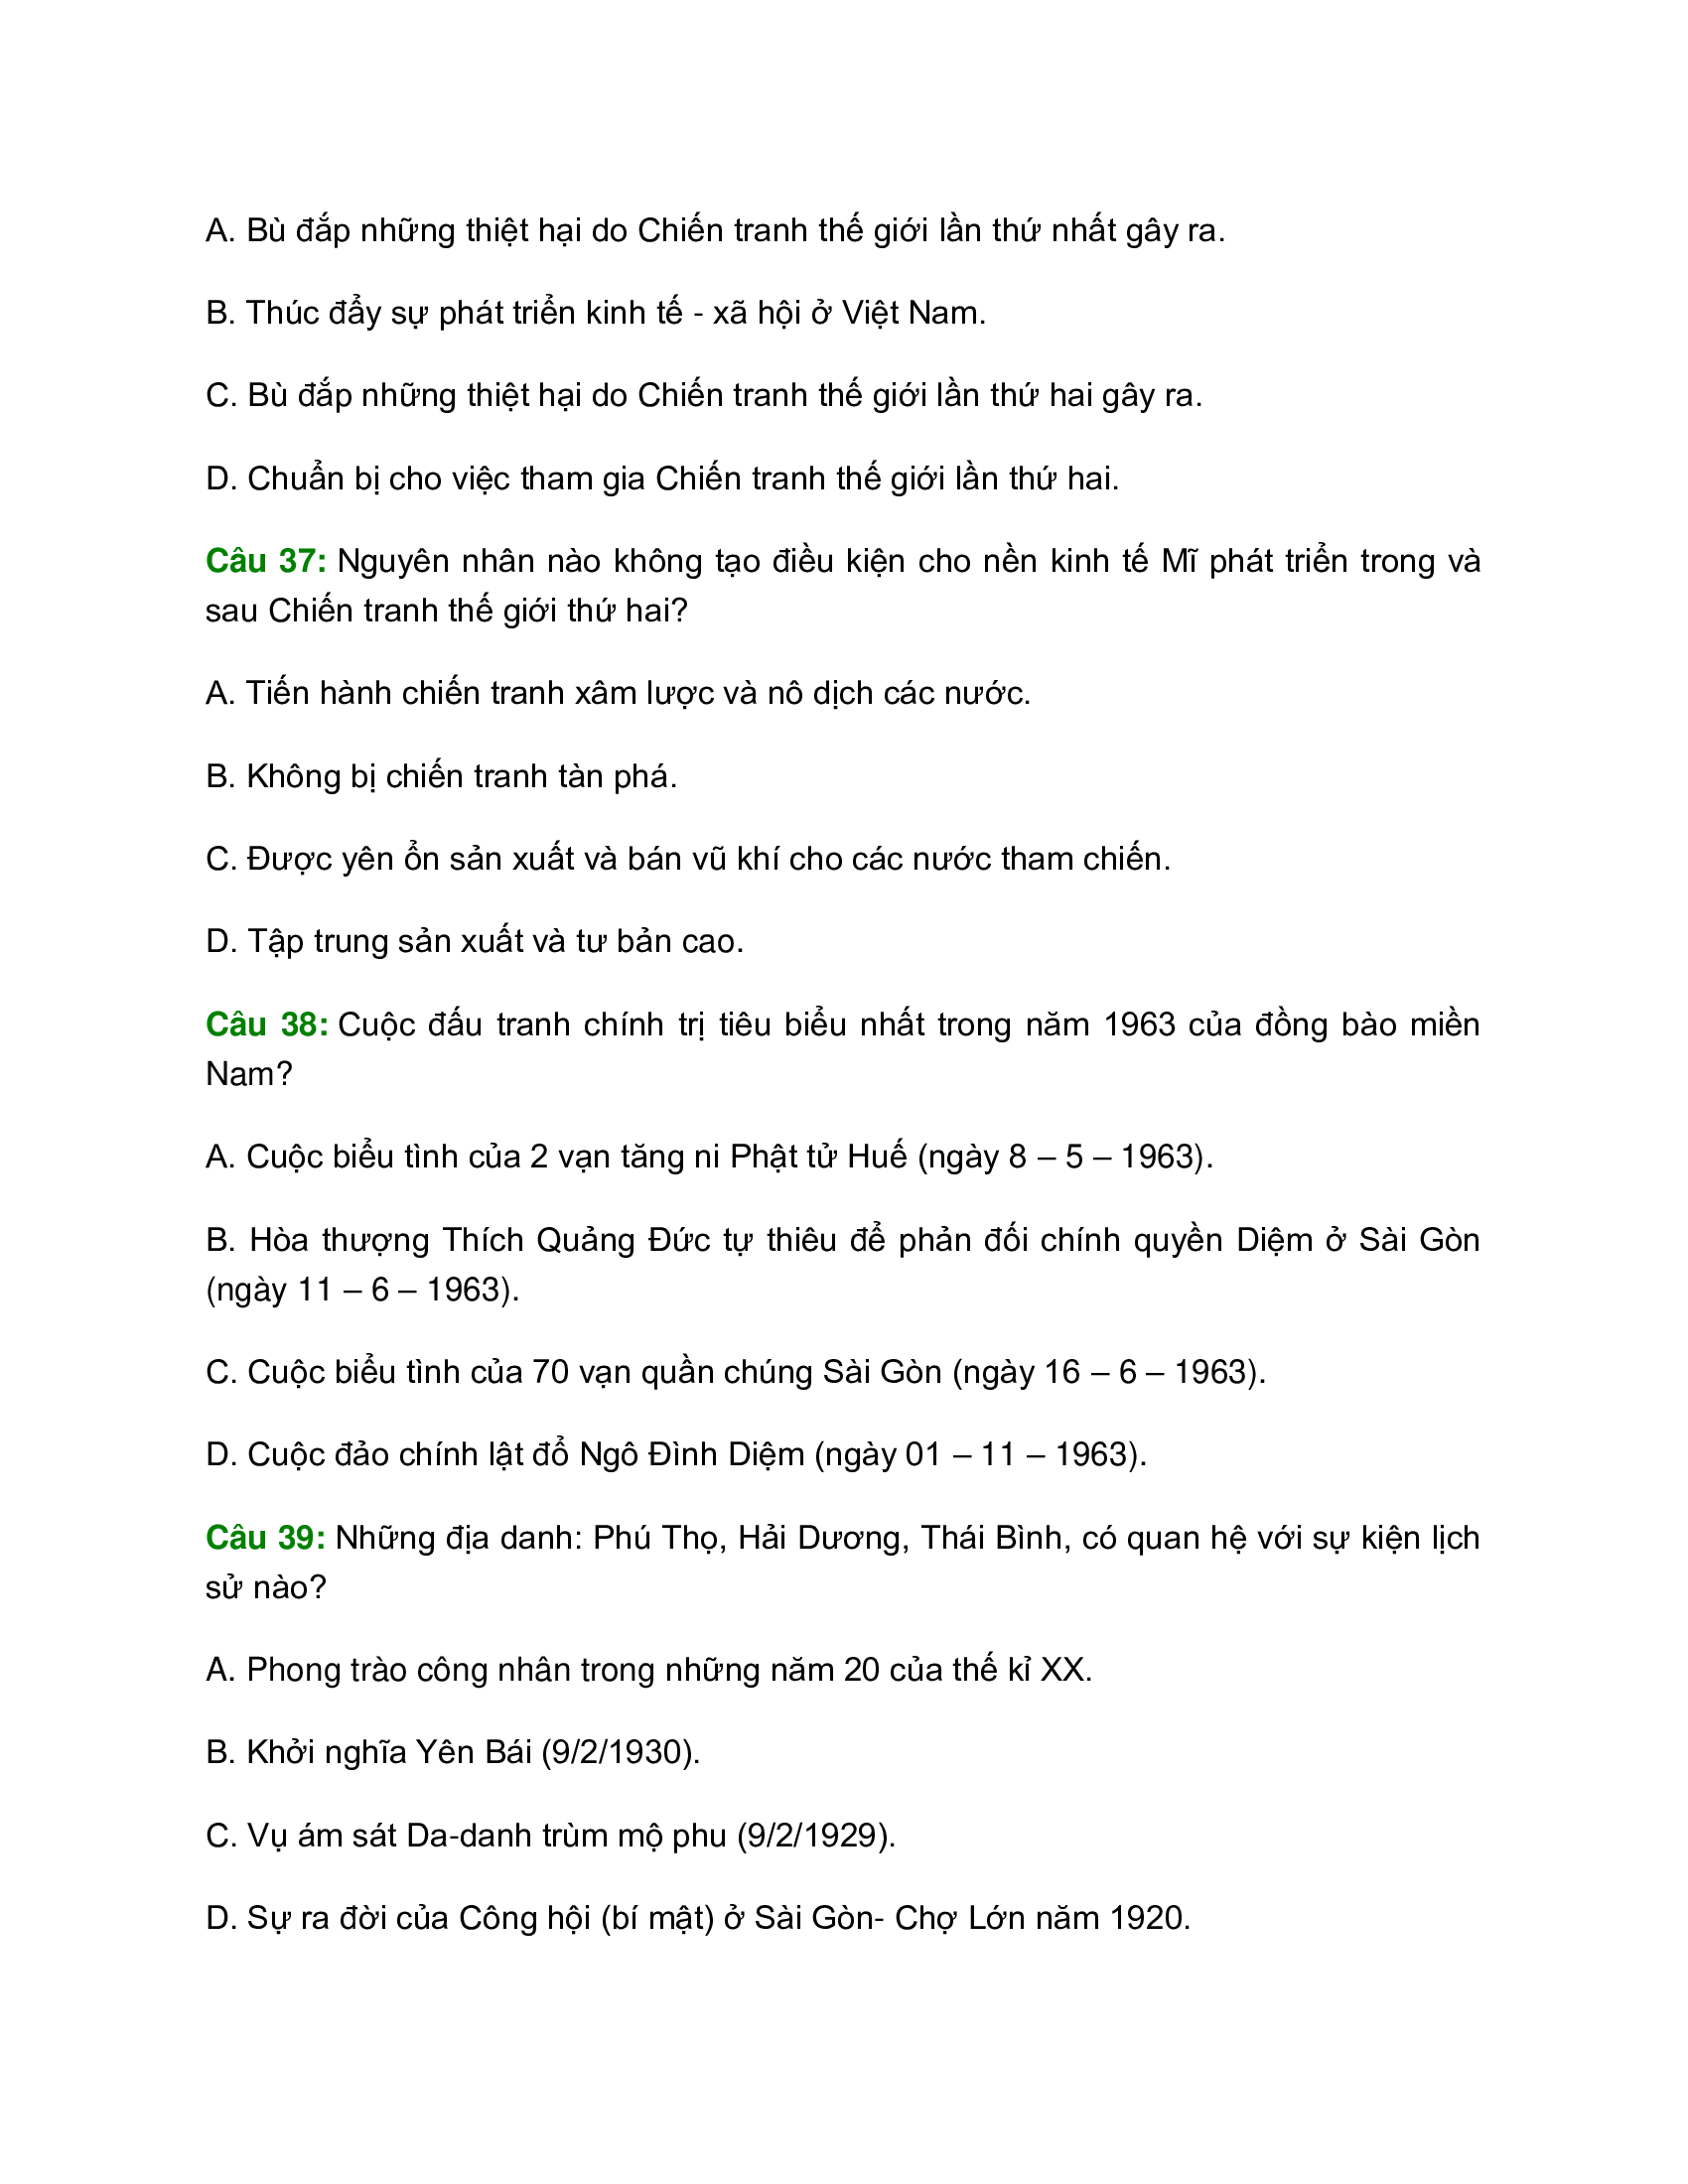 A. Bù đắp những thiệt hại do Chiến tranh thế giới lần thứ nhất gây ra.
B. Thúc đẩy sự phát triển kinh tế - xã hội ở Việt Nam.
C. Bù đắp những thiệt hại do Chiến tranh thế giới lần thứ hai gây ra.
D. Chuẩn bị cho việc tham gia Chiến tranh thế giới lần thứ hai.
Câu 37: Nguyên nhân nào không tạo điều kiện cho nền kinh tế Mĩ phát triển trong và
sau Chiến tranh thế giới thứ hai?
A. Tiến hành chiến tranh xâm lược và nô dịch các nước.
B. Không bị chiến tranh tàn phá.
C. Được yên ổn sản xuất và bán vũ khí cho các nước tham chiến.
D. Tập trung sản xuất và tư bản cao.
Câu 38: Cuộc đấu tranh chính trị tiêu biểu nhất trong năm 1963 của đồng bào miền
Nam?
A. Cuộc biểu tình của 2 vạn tăng ni Phật tử Huế (ngày 8 – 5 – 1963).
B. Hòa thượng Thích Quảng Đức tự thiêu để phản đối chính quyền Diệm ở Sài Gòn
(ngày 11 – 6 – 1963).
C. Cuộc biểu tình của 70 vạn quần chúng Sài Gòn (ngày 16 – 6 – 1963).
D. Cuộc đảo chính lật đổ Ngô Đình Diệm (ngày 01 – 11 – 1963).
Câu 39: Những địa danh: Phú Thọ, Hải Dương, Thái Bình, có quan hệ với sự kiện lịch
sử nào?
A. Phong trào công nhân trong những năm 20 của thế kỉ XX.
B. Khởi nghĩa Yên Bái (9/2/1930).
C. Vụ ám sát Da-danh trùm mộ phu (9/2/1929).
D. Sự ra đời của Công hội (bí mật) ở Sài Gòn- Chợ Lớn năm 1920.